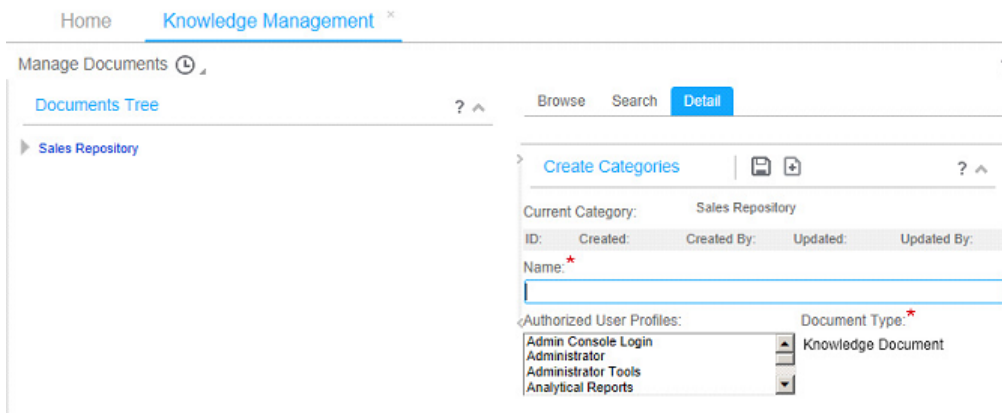 Home Knowledge Management ×
Manage Documents
Documents Tree ?
Sales Repository
Browse Search Detail
Create Categories ?
Current Category: Sales Repository
ID: Created: Created By: Updated: Updated By:
Name:*
Authorized User Profiles: Document Type:*
Admin Console Login Knowledge Document
Administrator
Administrator Tools
Analytical Reports